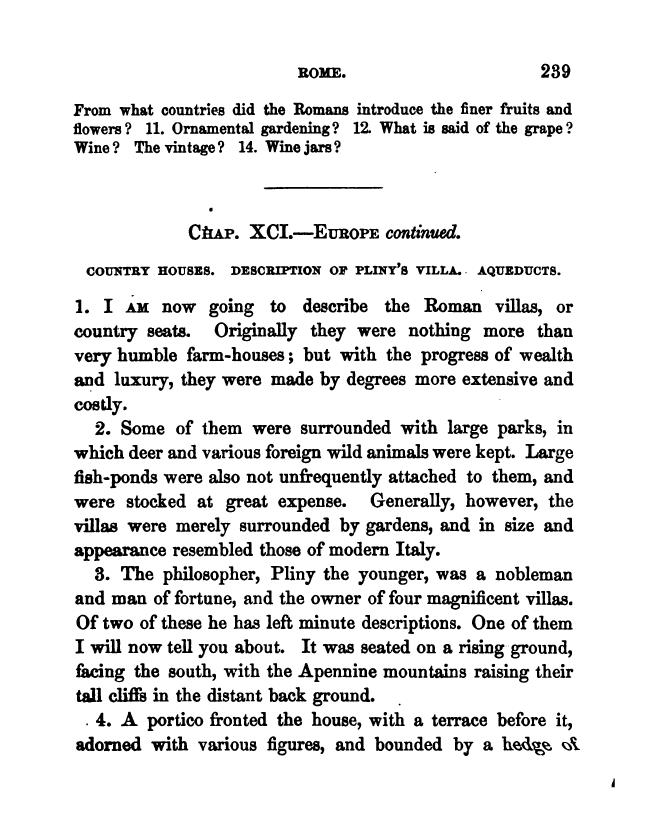 ROME. 239
From what countries did the Romans introduce the finer fruits and
flowers? 11. Ornamental gardening? 12. What is said of the grape?
Wine? The vintage? 14. Wine jars?
CHAP. XCI.—EUROPE continued.
COUNTRY HOUSES. DESCRIPTION OF PLINY'S VILLA. AQUEDUCTS.
1. I AM now going to describe the Roman villas, or
country seats. Originally they were nothing more than
very humble farm-houses; but with the progress of wealth
and luxury, they were made by degrees more extensive and
costly.
2. Some of them were surrounded with large parks, in
which deer and various foreign wild animals were kept. Large
fish-ponds were also not unfrequently attached to them, and
were stocked at great expense. Generally, however, the
villas were merely surrounded by gardens, and in size and
appearance resembled those of modern Italy.
3. The philosopher, Pliny the younger, was a nobleman
and man of fortune, and the owner of four magnificent villas.
Of two of these he has left minute descriptions. One of them
I will now tell you about. It was seated on a rising ground,
facing the south, with the Apennine mountains raising their
tall cliffs in the distant back ground.
4. A portico fronted the house, with a terrace before it,
adorned with various figures, and bounded by a hedge of